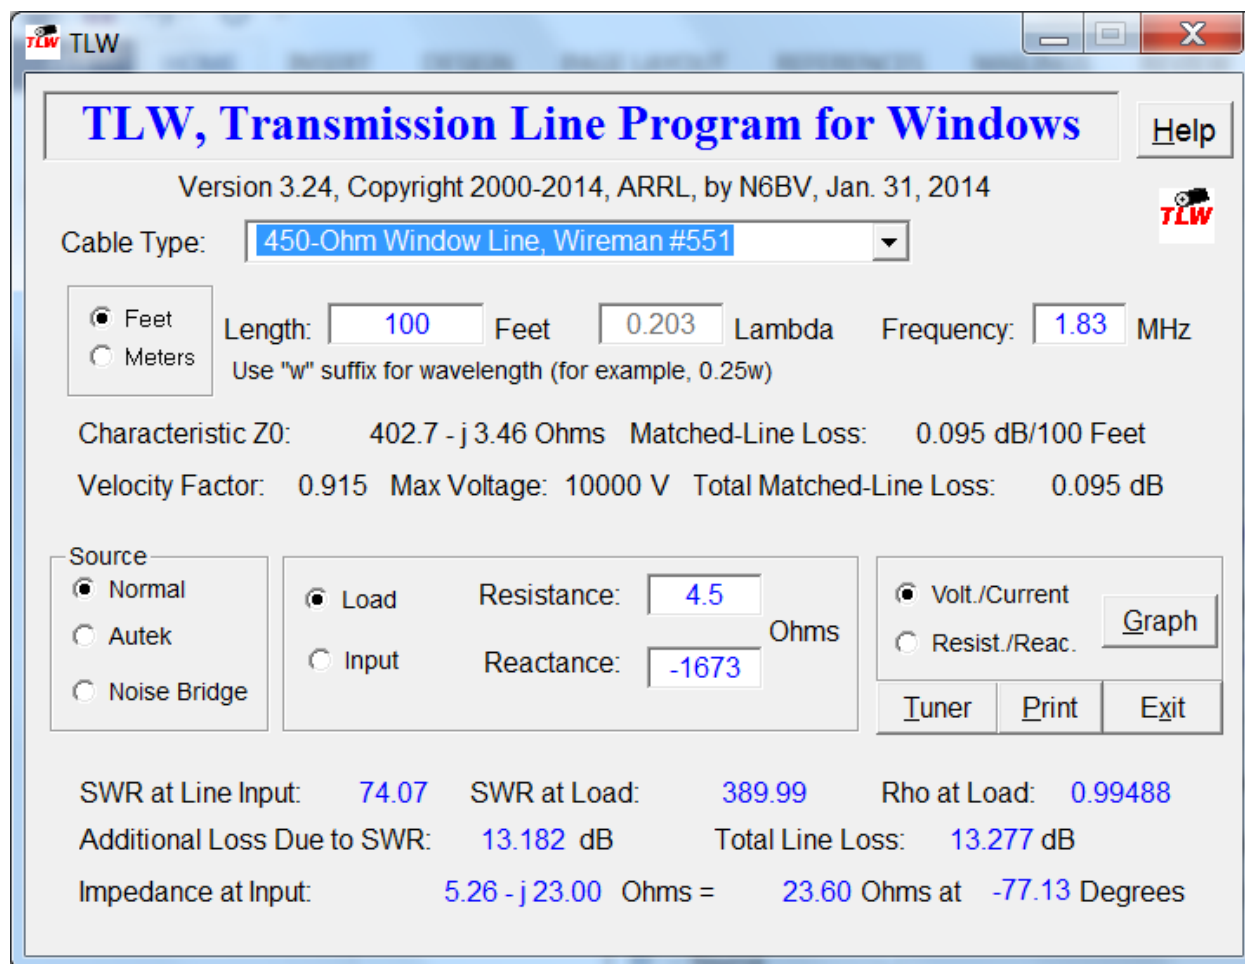 TLW
TLW
TLW, Transmission Line Program for Windows
Help
Version 3.24, Copyright 2000-2014, ARRL, by N6BV, Jan. 31, 2014
TLW
Cable Type: 450-Ohm Window Line, Wireman #551
Feet
Meters
Length: 100 Feet 0.203 Lambda Frequency: 1.83 MHz
Use "w" suffix for wavelength (for example, 0.25w)
Characteristic Z0: 402.7 - j 3.46 Ohms Matched-Line Loss: 0.095 dB/100 Feet
Velocity Factor: 0.915 Max Voltage: 10000 V Total Matched-Line Loss: 0.095 dB
Source
Normal
Autek
Noise Bridge
Load
Input
Resistance: 4.5
Reactance: -1673
Ohms
Volt./Current
Resist./Reac.
Graph
Tuner Print Exit
SWR at Line Input: 74.07 SWR at Load: 389.99 Rho at Load: 0.99488
Additional Loss Due to SWR: 13.182 dB Total Line Loss: 13.277 dB
Impedance at Input: 5.26 - j 23.00 Ohms = 23.60 Ohms at -77.13 Degrees